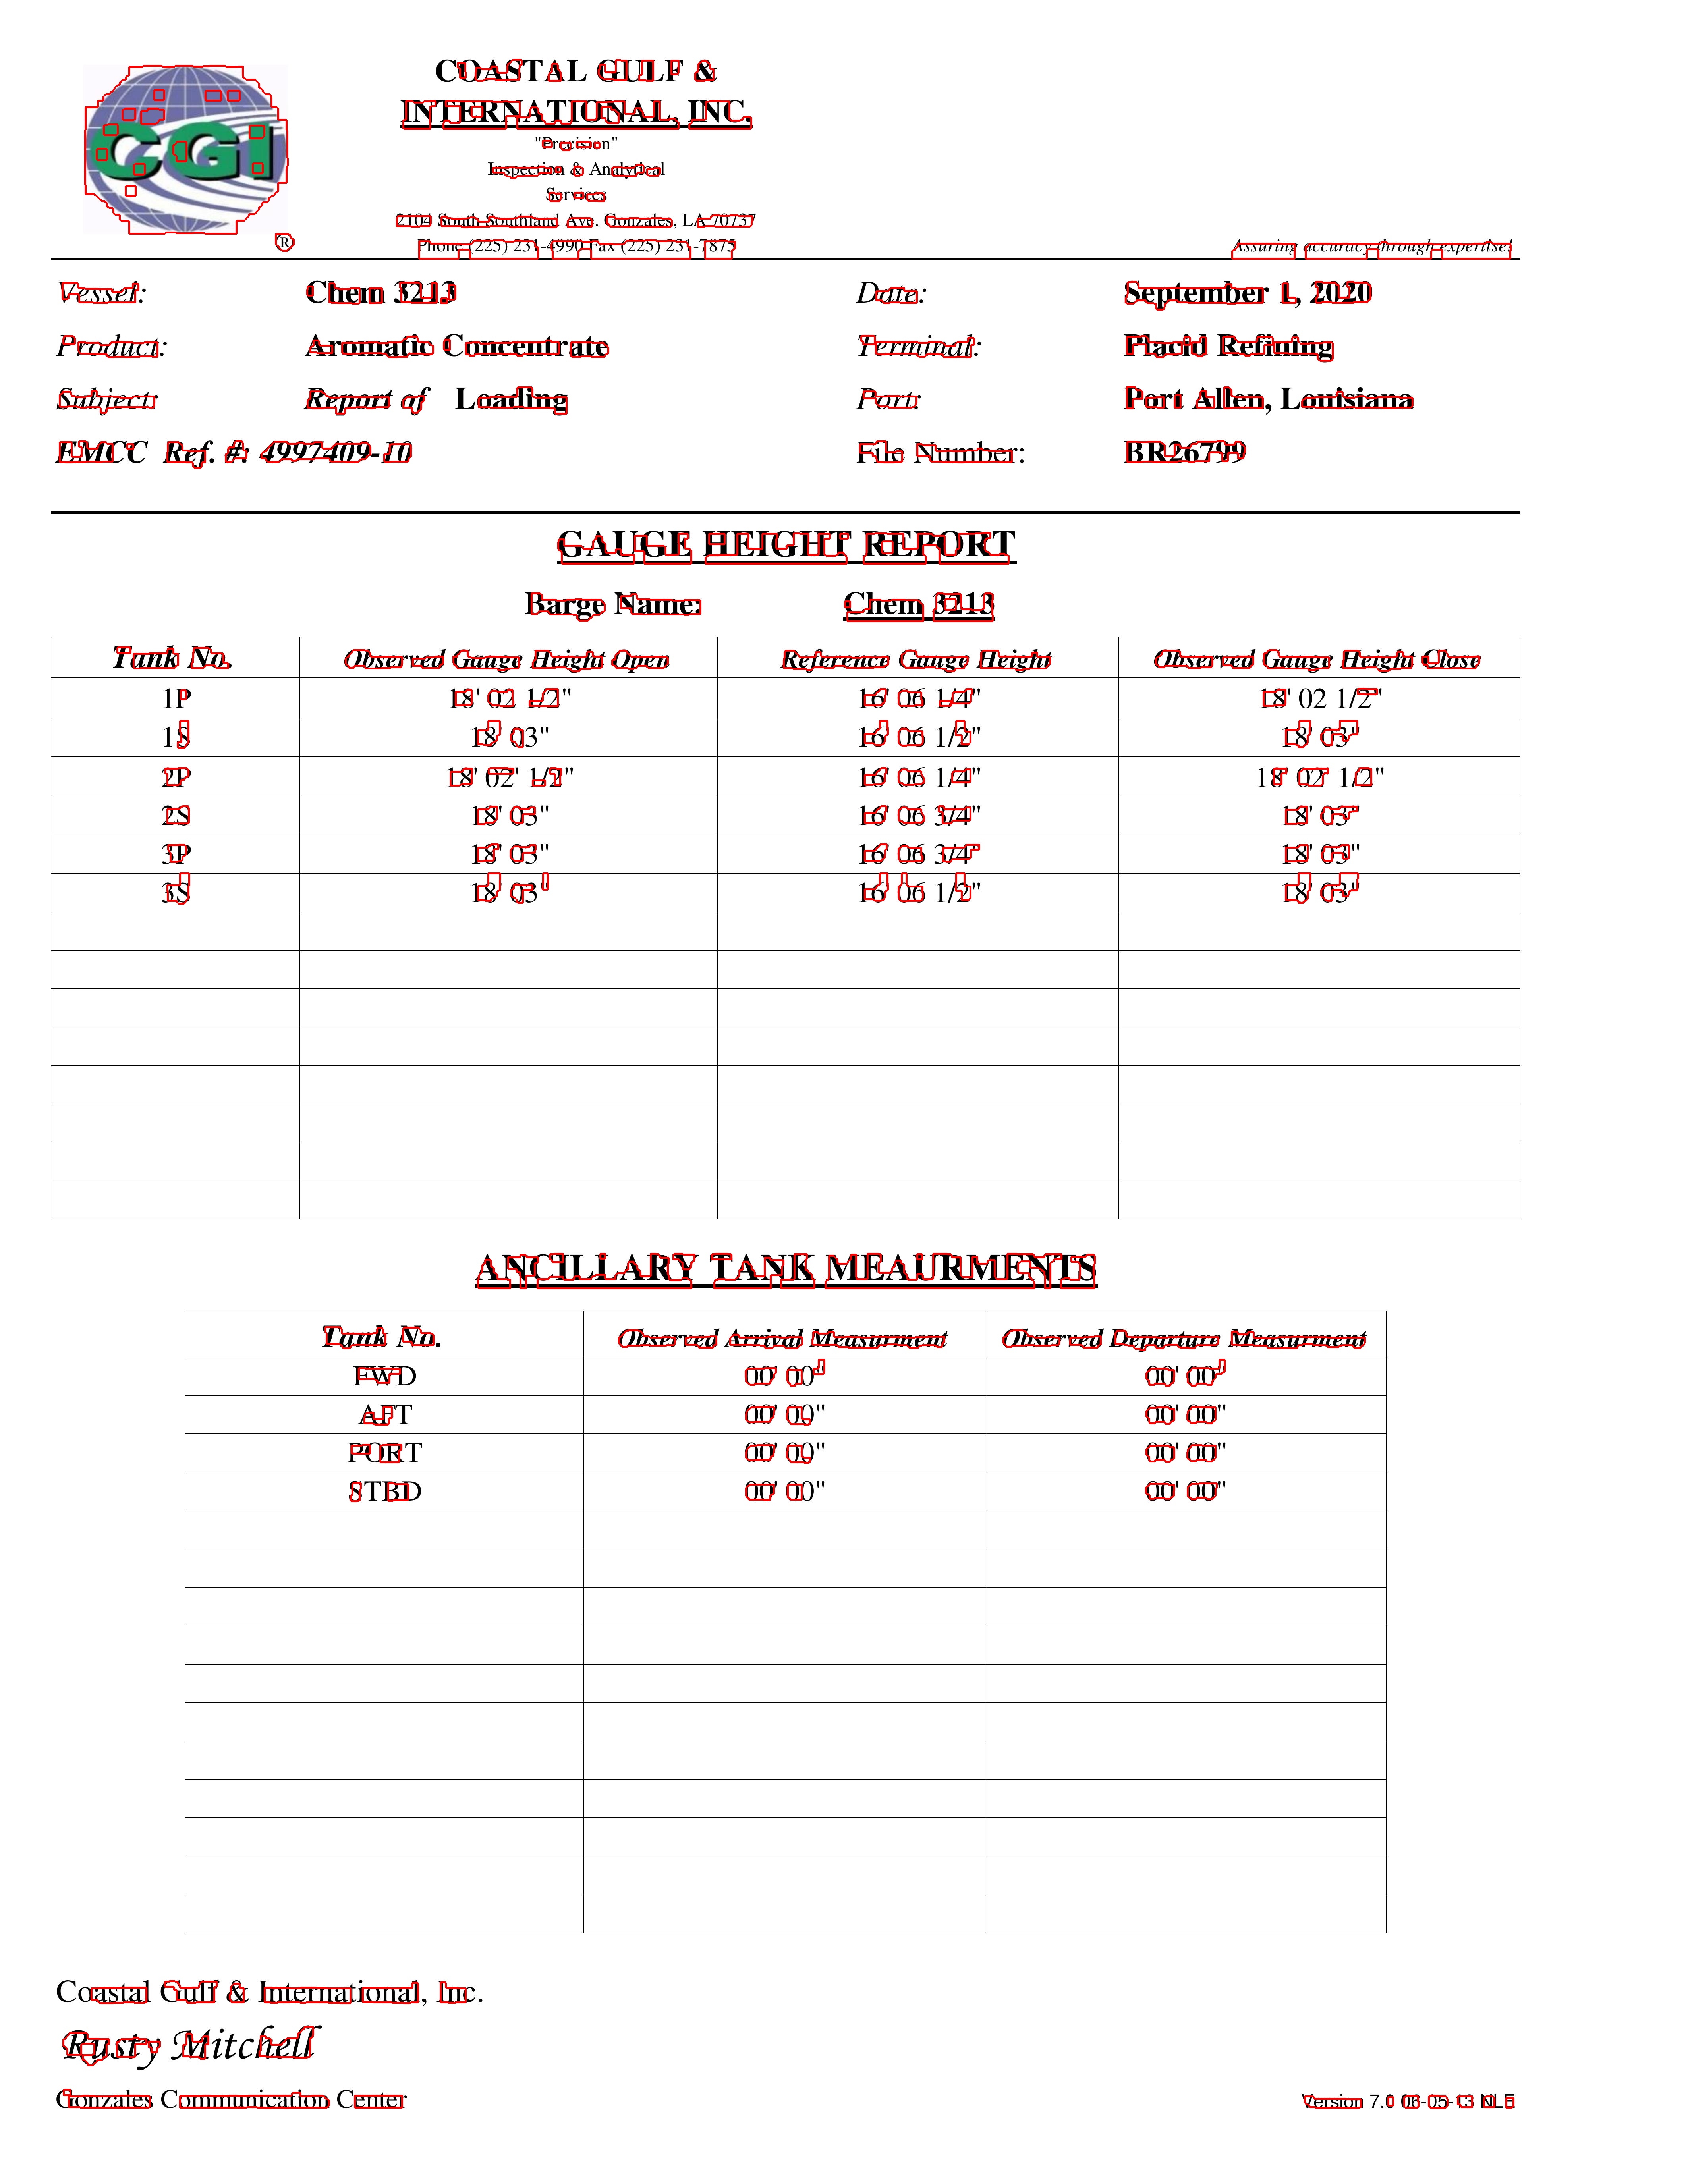 CGI
®
COASTAL GULF &
INTERNATIONAL, INC.
"Precision"
Inspection & Analytical
Services
2104 South Southland Ave. Gonzales, LA 70737
Phone (225) 231-4990 Fax (225) 231-7875
Assuring accuracy through expertise!
Vessel: Chem 3213 Date: September 1, 2020
Product: Aromatic Concentrate Terminal: Placid Refining
Subject: Report of Loading Port: Port Allen, Louisiana
EMCC Ref. #: 4997409-10 File Number: BR26799
GAUGE HEIGHT REPORT
Barge Name: Chem 3213
Tank No. Observed Gauge Height Open Reference Gauge Height Observed Gauge Height Close
1P 18' 02 1/2" 16' 06 1/4" 18' 02 1/2"
1S 18' 03" 16' 06 1/2" 18' 03"
2P 18' 02' 1/2" 16' 06 1/4" 18' 02' 1/2"
2S 18' 03" 16' 06 3/4" 18' 03"
3P 18' 03" 16' 06 3/4" 18' 03"
3S 18' 03" 16' 06 1/2" 18' 03"
ANCILLARY TANK MEAURMENTS
Tank No. Observed Arrival Measurment Observed Departure Measurment
FWD 00' 00" 00' 00"
AFT 00' 00" 00' 00"
PORT 00' 00" 00' 00"
STBD 00' 00" 00' 00"
Coastal Gulf & International, Inc.
Rusty Mitchell
Gonzales Communication Center
Version 7.0 06-05-13 NLE